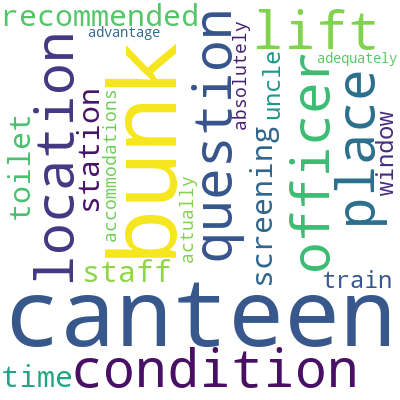 recommended
advantage
lift
absolutely
adequately
toilet
location
station
accommodations
bunk
actually
question
screening
uncle
officer
place
window
staff
train
canteen
time
condition